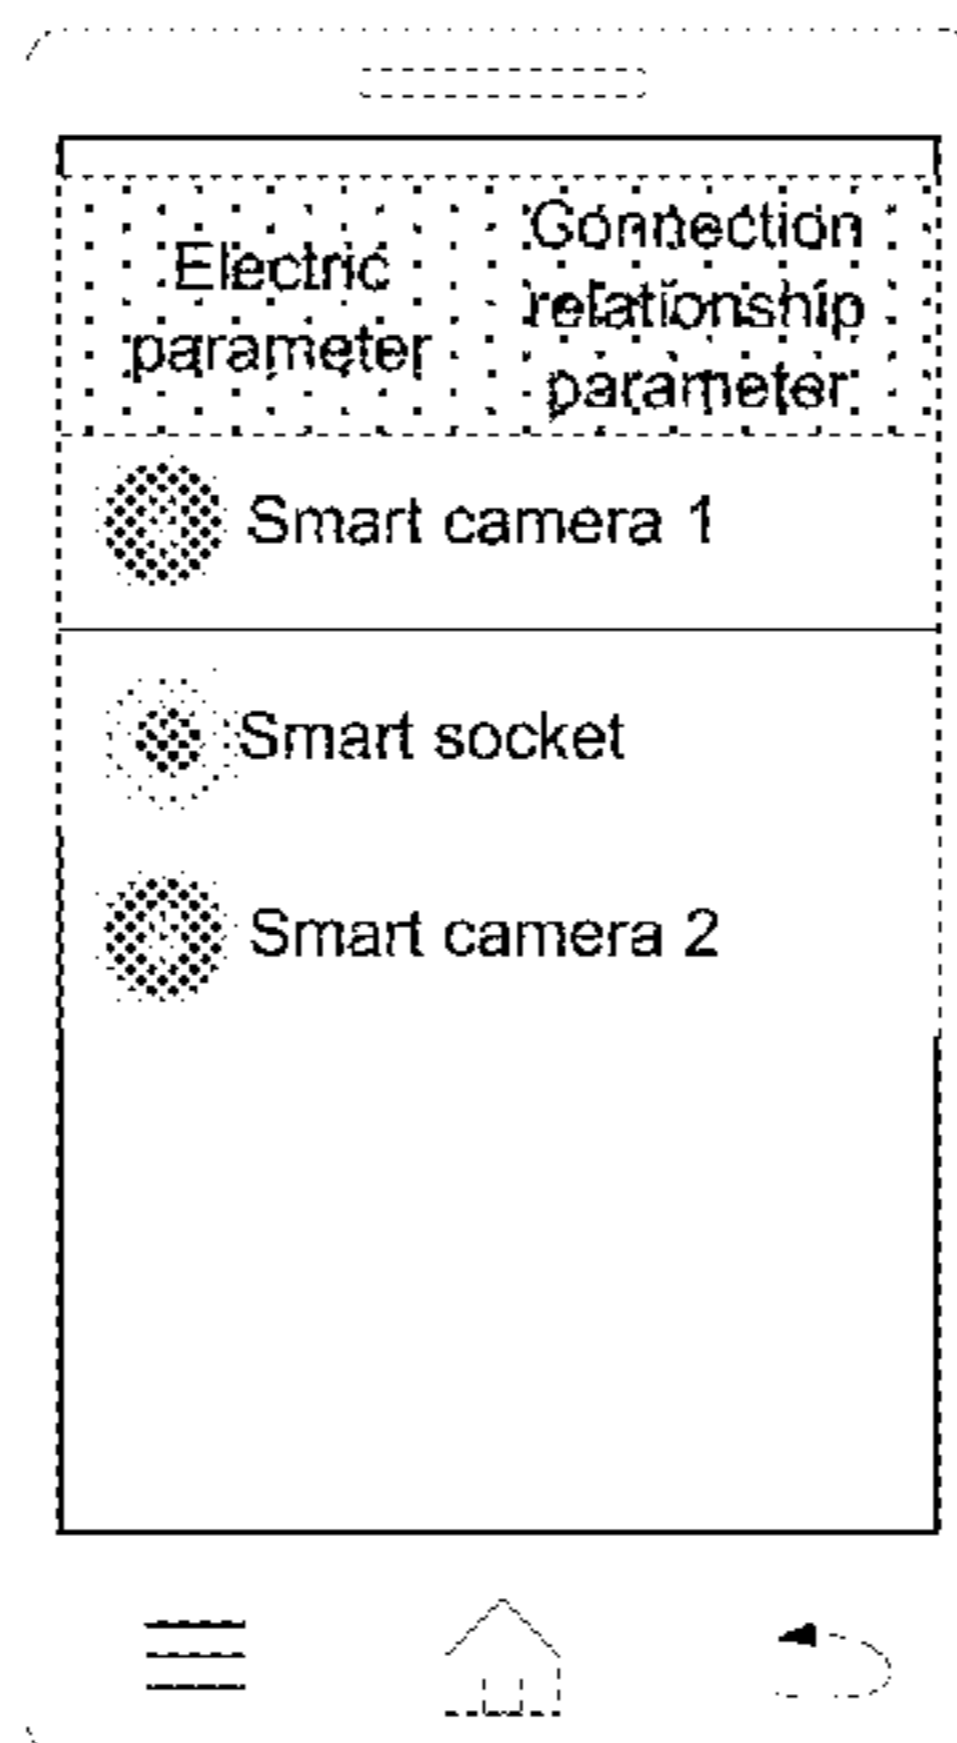 Electric
parameter
Connection
relationship
parameter
Smart camera 1
Smart socket
Smart camera 2